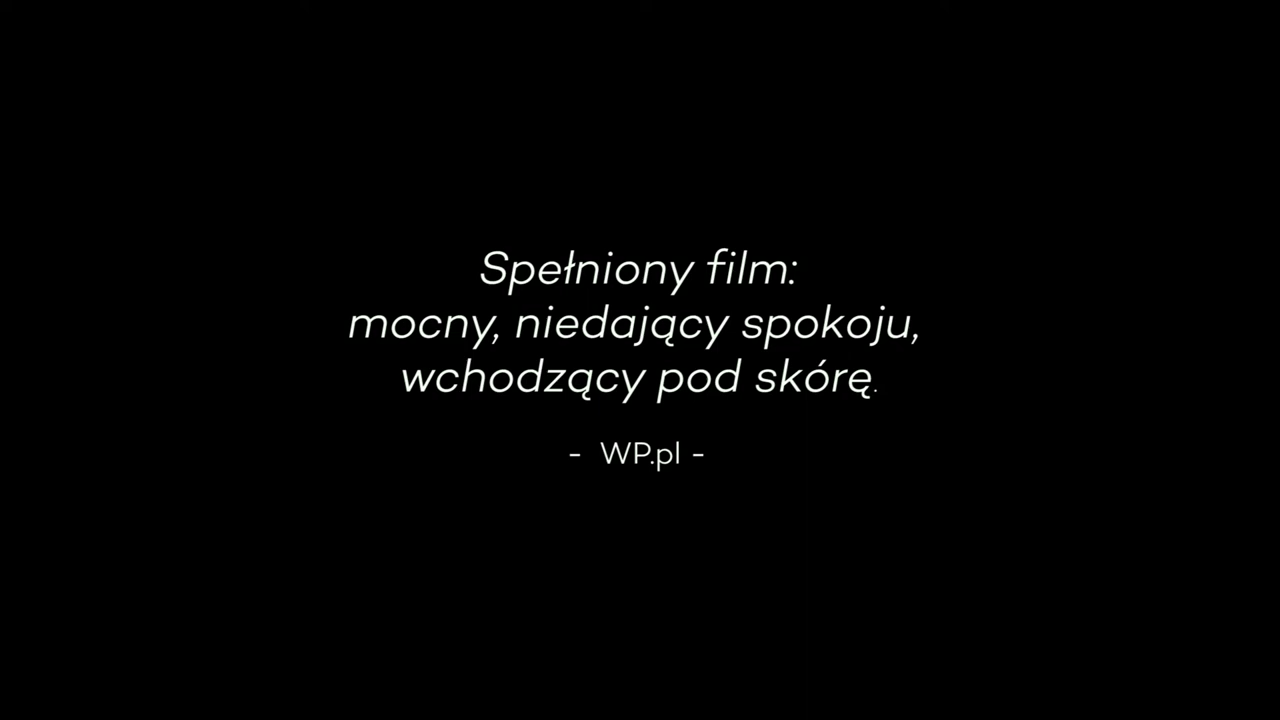 Spełniony film:
mocny, niedający spokoju,
wchodzący pod skórę.
- WP.pl -